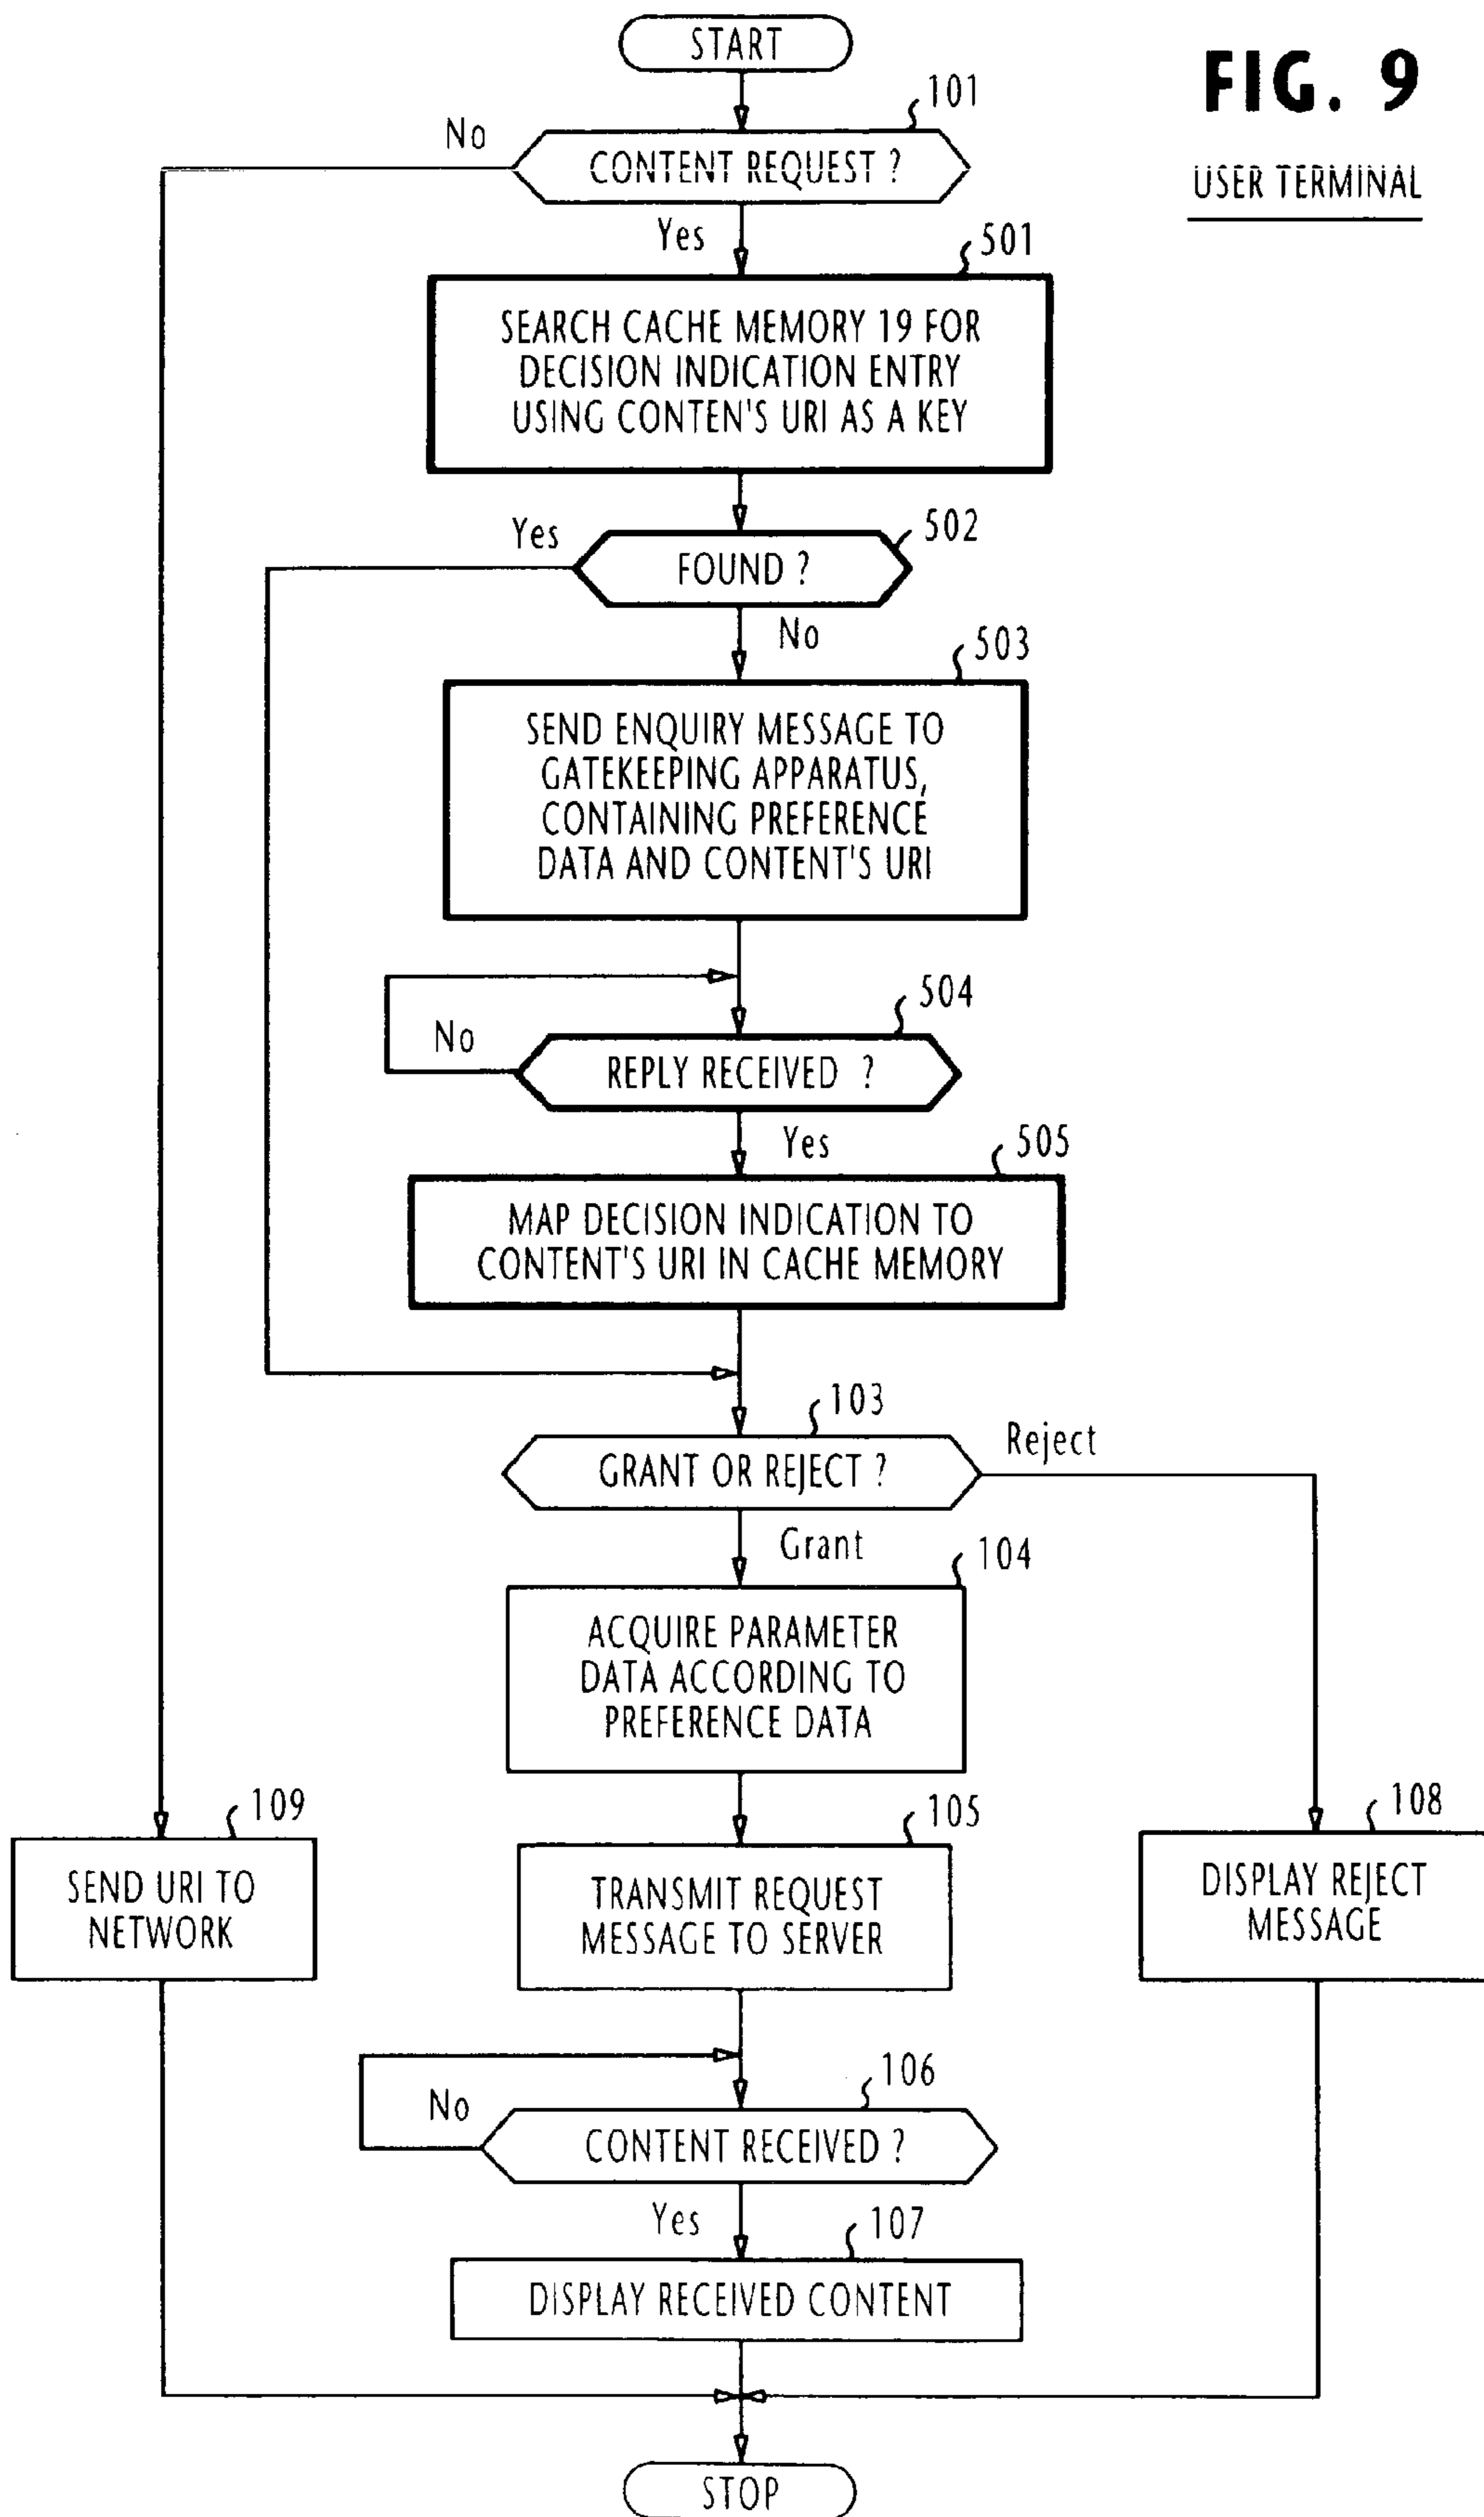 START
FIG. 9
USER TERMINAL
101
No
CONTENT REQUEST ?
Yes
501
SEARCH CACHE MEMORY 19 FOR
DECISION INDICATION ENTRY
USING CONTEN'S URI AS A KEY
502
Yes
FOUND ?
No
503
SEND ENQUIRY MESSAGE TO
GATEKEEPING APPARATUS,
CONTAINING PREFERENCE
DATA AND CONTENT'S URI
504
No
REPLY RECEIVED ?
Yes
505
MAP DECISION INDICATION TO
CONTENT'S URI IN CACHE MEMORY
103
GRANT OR REJECT ?
Reject
Grant
104
ACQUIRE PARAMETER
DATA ACCORDING TO
PREFERENCE DATA
109
SEND URI TO
NETWORK
105
TRANSMIT REQUEST
MESSAGE TO SERVER
108
DISPLAY REJECT
MESSAGE
106
No
CONTENT RECEIVED ?
Yes
107
DISPLAY RECEIVED CONTENT
STOP